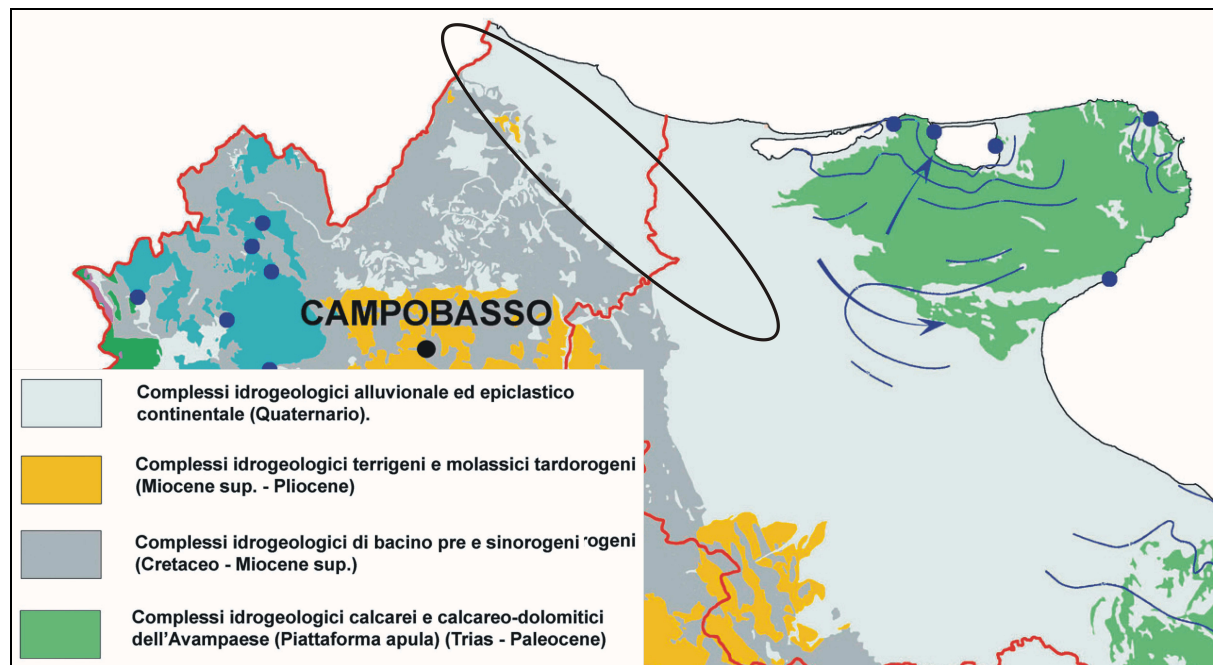 CAMPOBASSO
Complessi idrogeologici alluvionale ed epiclastico
continentale (Quaternario).
Complessi idrogeologici terrigeni e molassici tardorogeni
(Miocene sup. - Pliocene)
Complessi idrogeologici di bacino pre e sinorogeni rogeni
(Cretaceo - Miocene sup.)
Complessi idrogeologici calcarei e calcareo-dolomitici
dell'Avampaese (Piattaforma apula) (Trias - Paleocene)